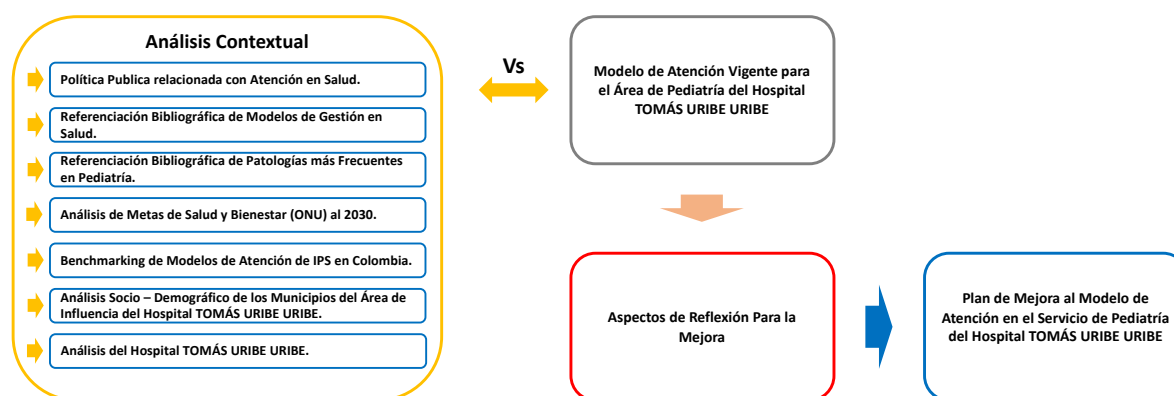 Análisis Contextual
Política Publica relacionada con Atención en Salud.
Referenciación Bibliográfica de Modelos de Gestión en
Salud.
Referenciación Bibliográfica de Patologías más Frecuentes
en Pediatría.
Análisis de Metas de Salud y Bienestar (ONU) al 2030.
Benchmarking de Modelos de Atención de IPS en Colombia.
Análisis Socio – Demográfico de los Municipios del Área de
Influencia del Hospital TOMÁS URIBE URIBE.
Análisis del Hospital TOMÁS URIBE URIBE.
Vs
Modelo de Atención Vigente para
el Área de Pediatría del Hospital
TOMÁS URIBE URIBE
Aspectos de Reflexión Para la
Mejora
Plan de Mejora al Modelo de
Atención en el Servicio de Pediatría
del Hospital TOMÁS URIBE URIBE